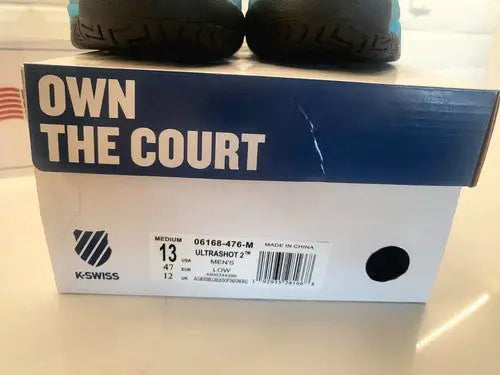 OWN
THE COURT
K·SWISS
MEDIUM
13 USA
47 EUR
12 UK
06168-476-M
ULTRASHOT 2™
MEN'S
LOW
MADE IN CHINA